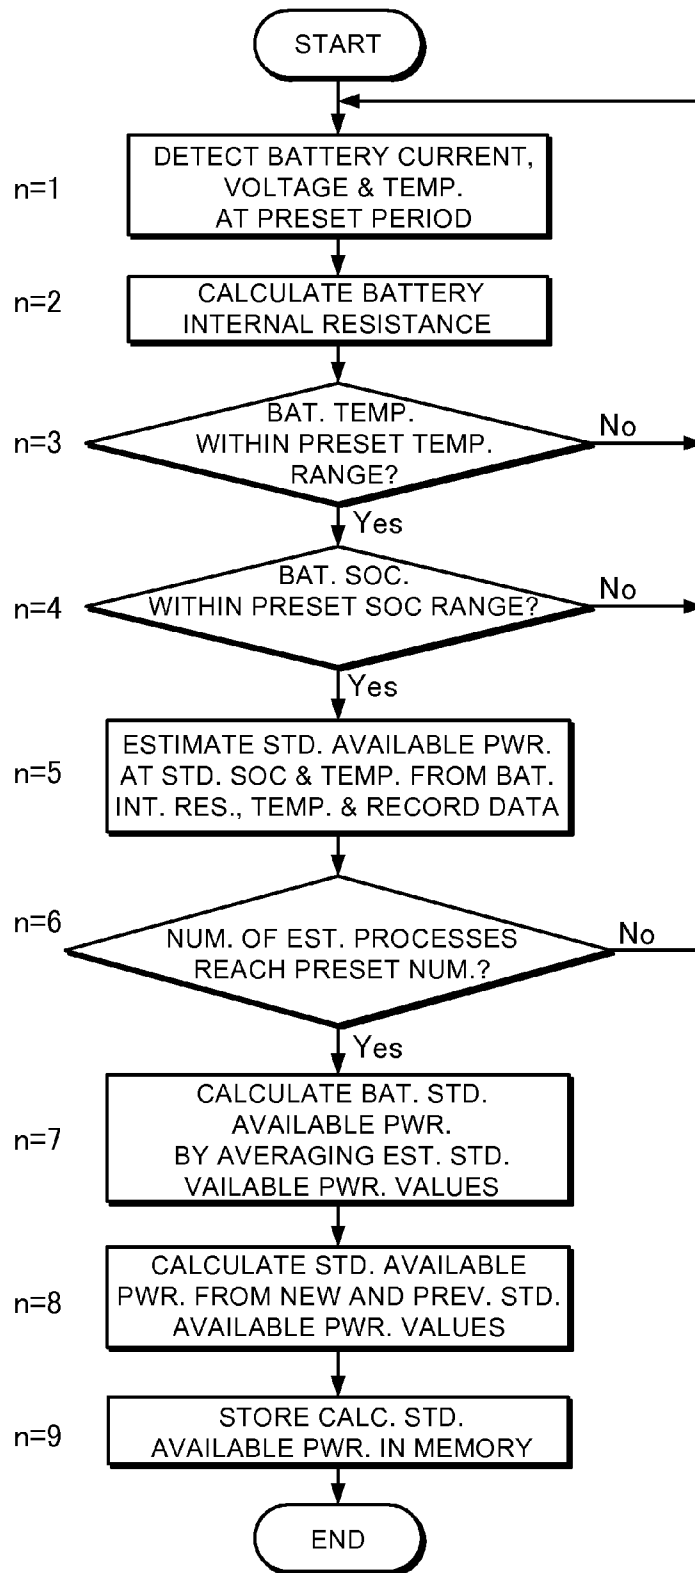 START
n=1
DETECT BATTERY CURRENT,
VOLTAGE & TEMP.
AT PRESET PERIOD
n=2
CALCULATE BATTERY
INTERNAL RESISTANCE
n=3
BAT. TEMP.
WITHIN PRESET TEMP.
RANGE?
No
Yes
n=4
BAT. SOC.
WITHIN PRESET SOC RANGE?
No
Yes
n=5
ESTIMATE STD. AVAILABLE PWR.
AT STD. SOC & TEMP. FROM BAT.
INT. RES., TEMP. & RECORD DATA
n=6
NUM. OF EST. PROCESSES
REACH PRESET NUM.?
No
Yes
n=7
CALCULATE BAT. STD.
AVAILABLE PWR.
BY AVERAGING EST. STD.
VAILABLE PWR. VALUES
n=8
CALCULATE STD. AVAILABLE
PWR. FROM NEW AND PREV. STD.
AVAILABLE PWR. VALUES
n=9
STORE CALC. STD.
AVAILABLE PWR. IN MEMORY
END